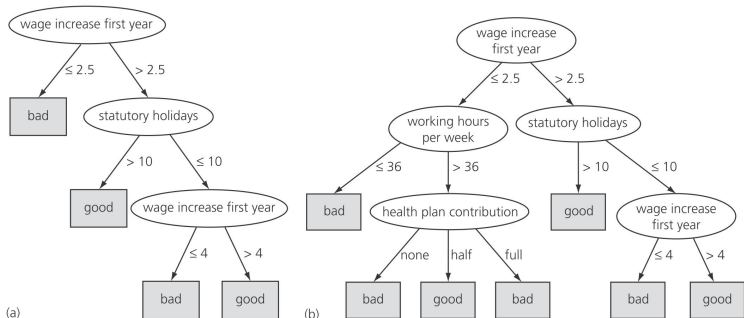 wage increase first year
≤ 2.5
> 2.5
bad
statutory holidays
> 10
≤ 10
good
wage increase first year
≤ 4
> 4
bad
good
(a)
wage increase
first year
≤ 2.5
> 2.5
working hours
per week
statutory holidays
≤ 36
> 36
> 10
≤ 10
bad
health plan contribution
good
wage increase
first year
none
half
full
≤ 4
> 4
bad
good
bad
bad
good
(b)